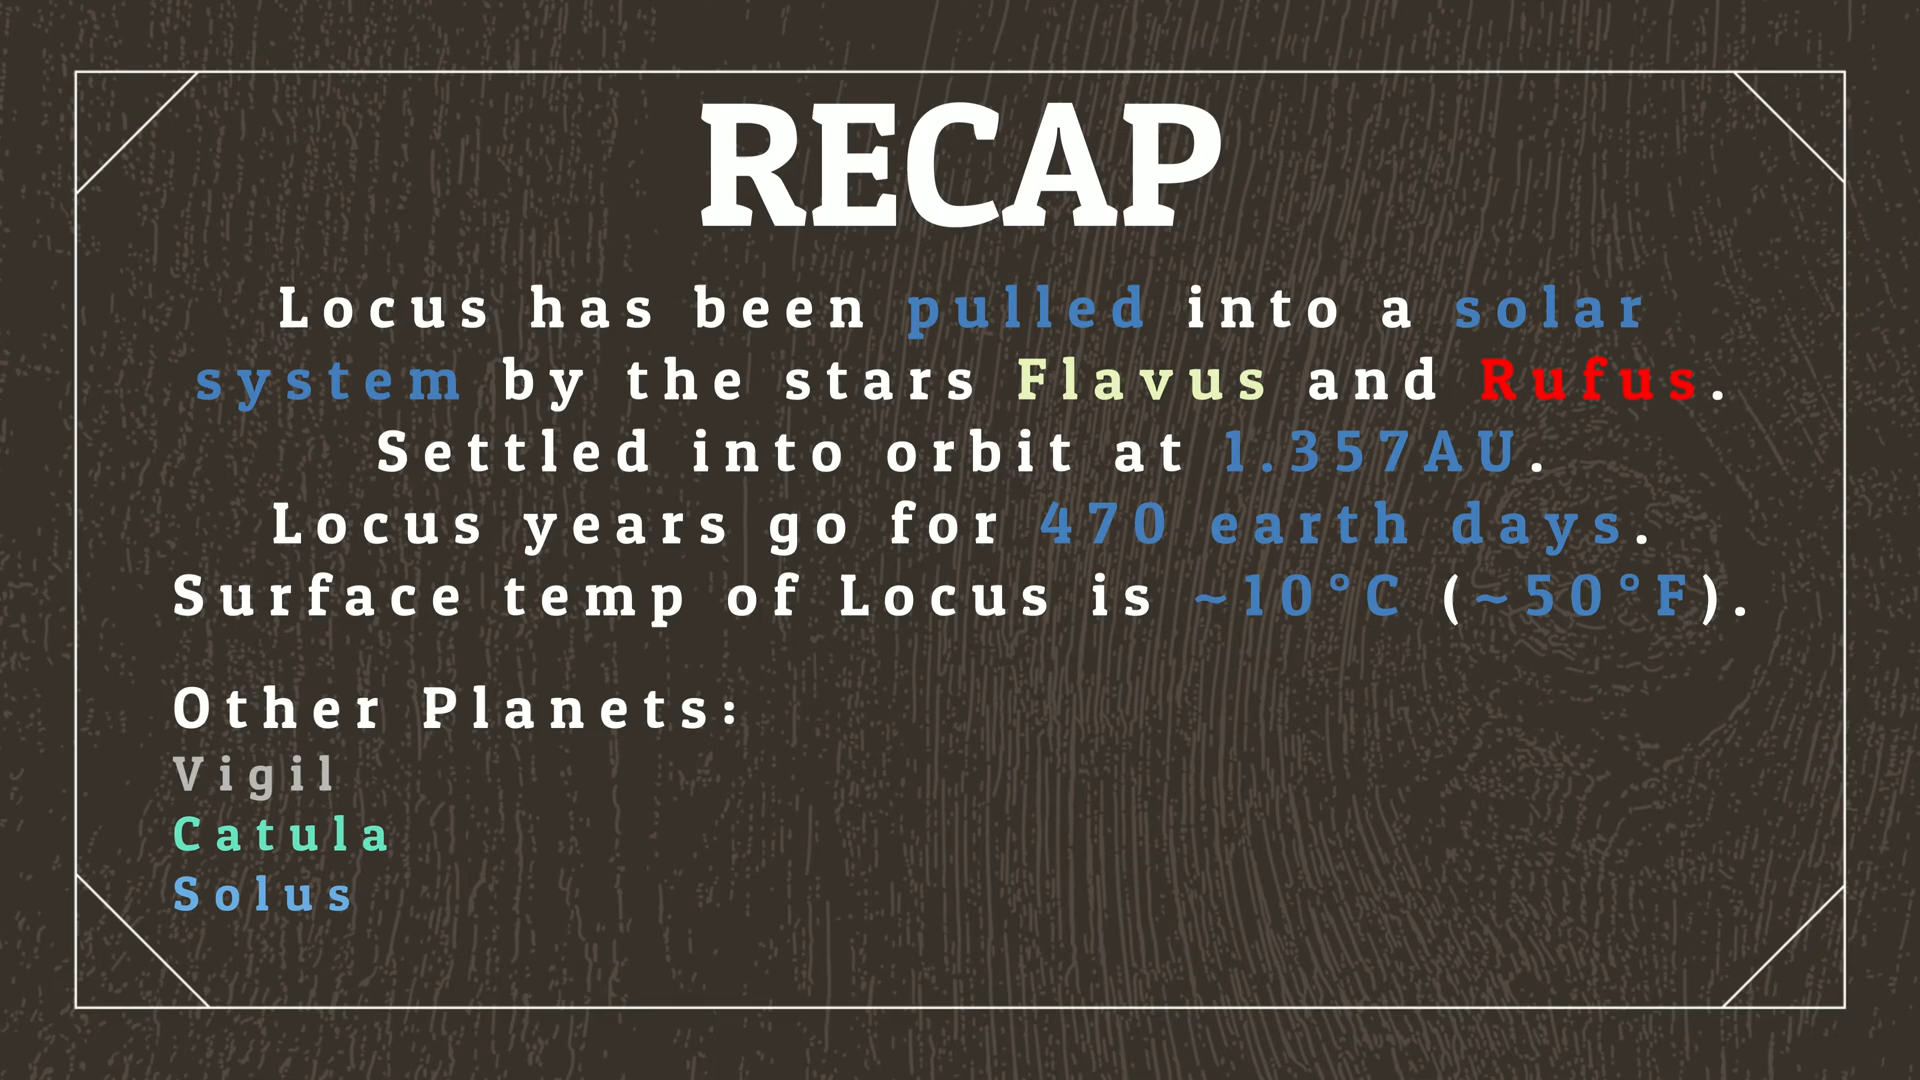 RECAP
Locus has been pulled into a solar
system by the stars Flavus and Rufus.
Settled into orbit at 1.357AU.
Locus years go for 470 earth days.
Surface temp of Locus is ~10°C (~50°F).
Other Planets:
Vigil
Catula
Solus